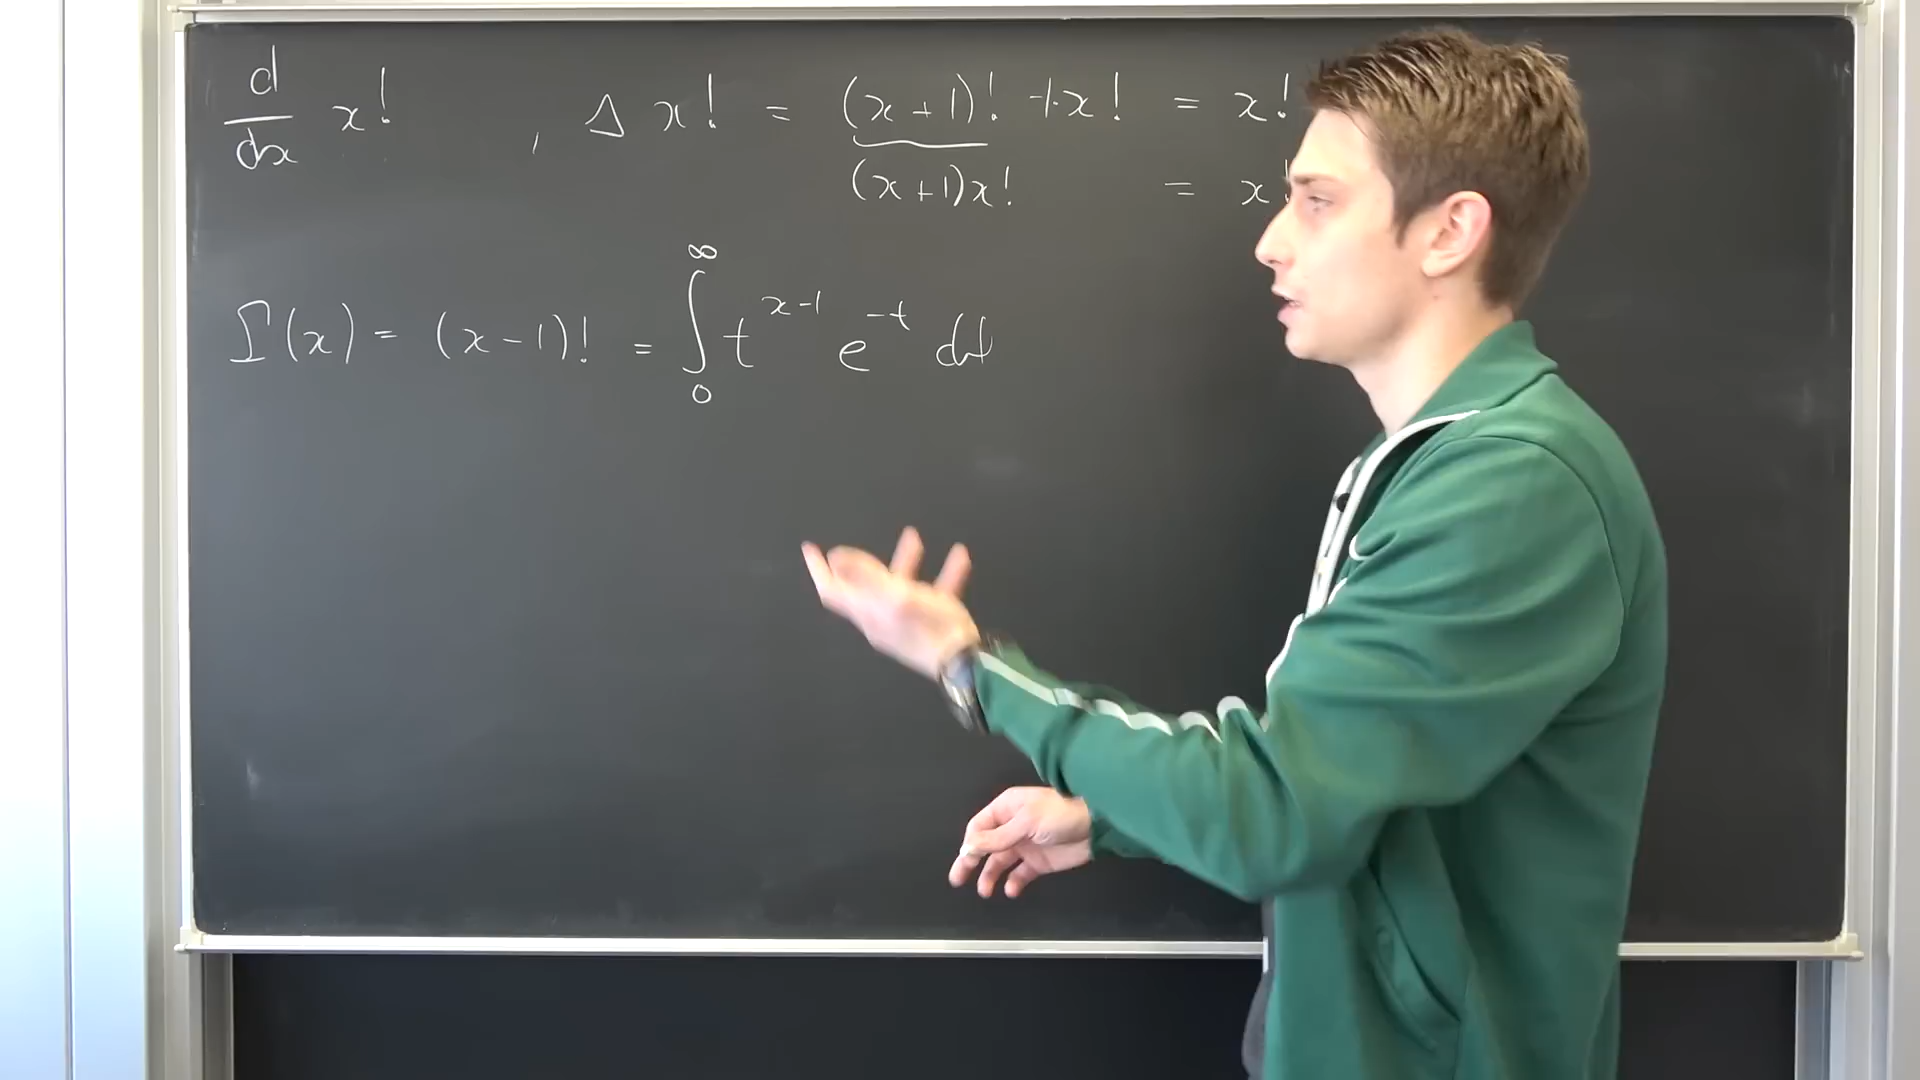 d/dx x! , Δ x! = (x+1)! -1·x! = x!
(x+1)x! = x!
Γ(x) = (x-1)! = ∫₀^∞ t^(x-1) e^(-t) dt